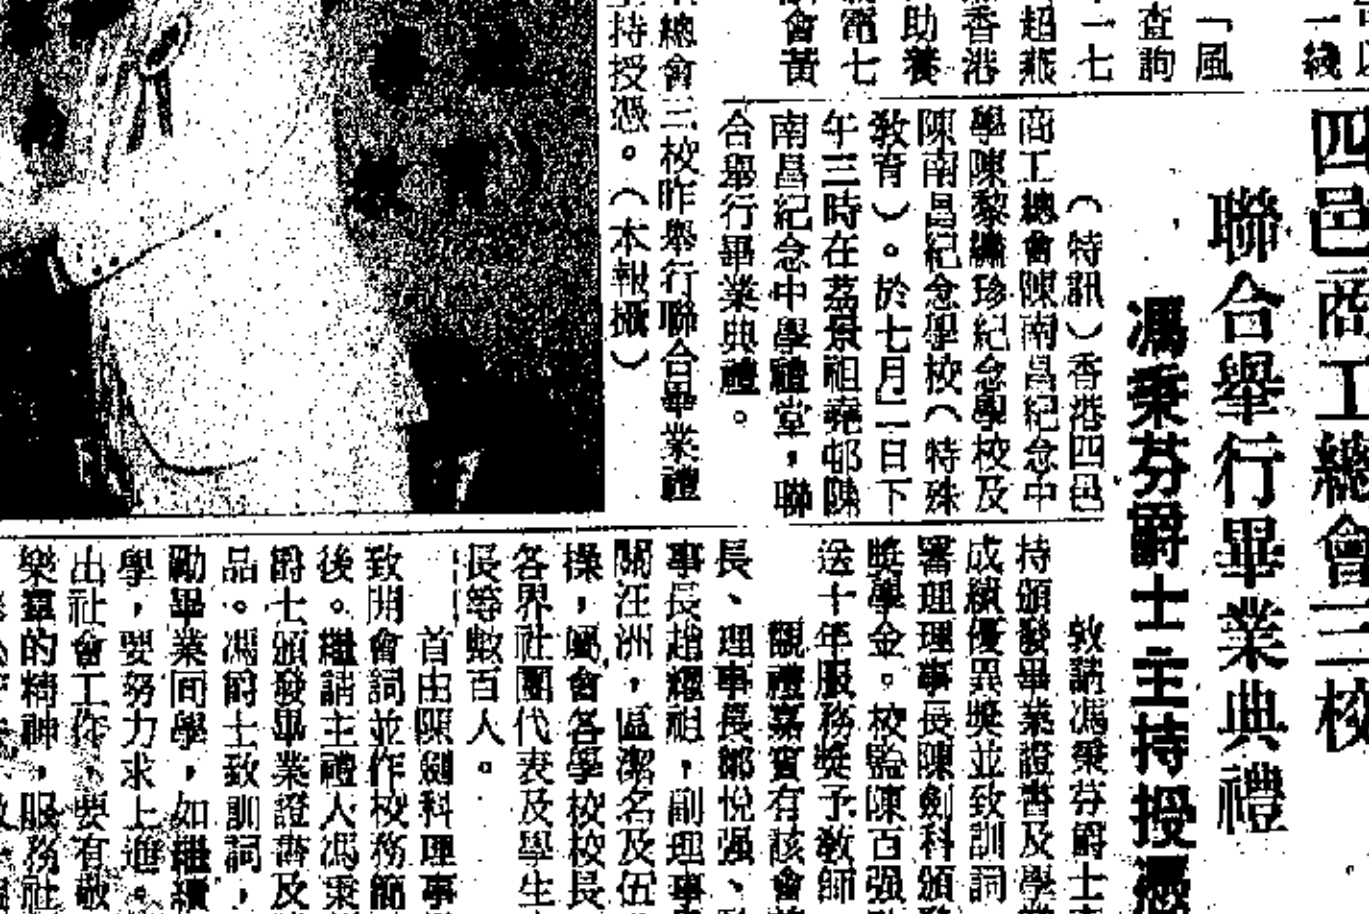 四邑商工總會三校
聯合舉行畢業典禮
馮秉芬爵士主持授憑
（特訊）香港四邑
商工總會陳南昌紀念中
學陳黎繡珍紀念學校及
陳南昌紀念學校（特殊
教育）。於七月二日下
午三時在荔景祖堯邨陳
南昌紀念中學禮堂，聯
合舉行畢業典禮。
敦請馮秉芬爵士主
持頒發畢業證書及學
成績優異獎並致訓詞
審理理事長陳劍科頒發
獎學金。校監陳百强
送十年服務獎予教師
觀禮嘉賓有該會
長、理事長鄭悅强、
事長趙耀祖，副理事
關汪洲，區潔名及伍
操，屬會各學校校長
各界社團代表及學生
長等數百人。
首由陳劍科理事
致開會詞並作校務簡
後。繼請主禮人馮秉
爵士頒發畢業證書及
品。馮爵士致訓詞，
勵畢業同學，如繼續
學，要努力求上進。
出社會工作，要有敬
樂羣的精神，服務社
總會三校昨舉行聯合畢業禮
持授憑。（本報攝）
一綫
「風
查詢
一七
超燕
香港
助養
電七
會黃